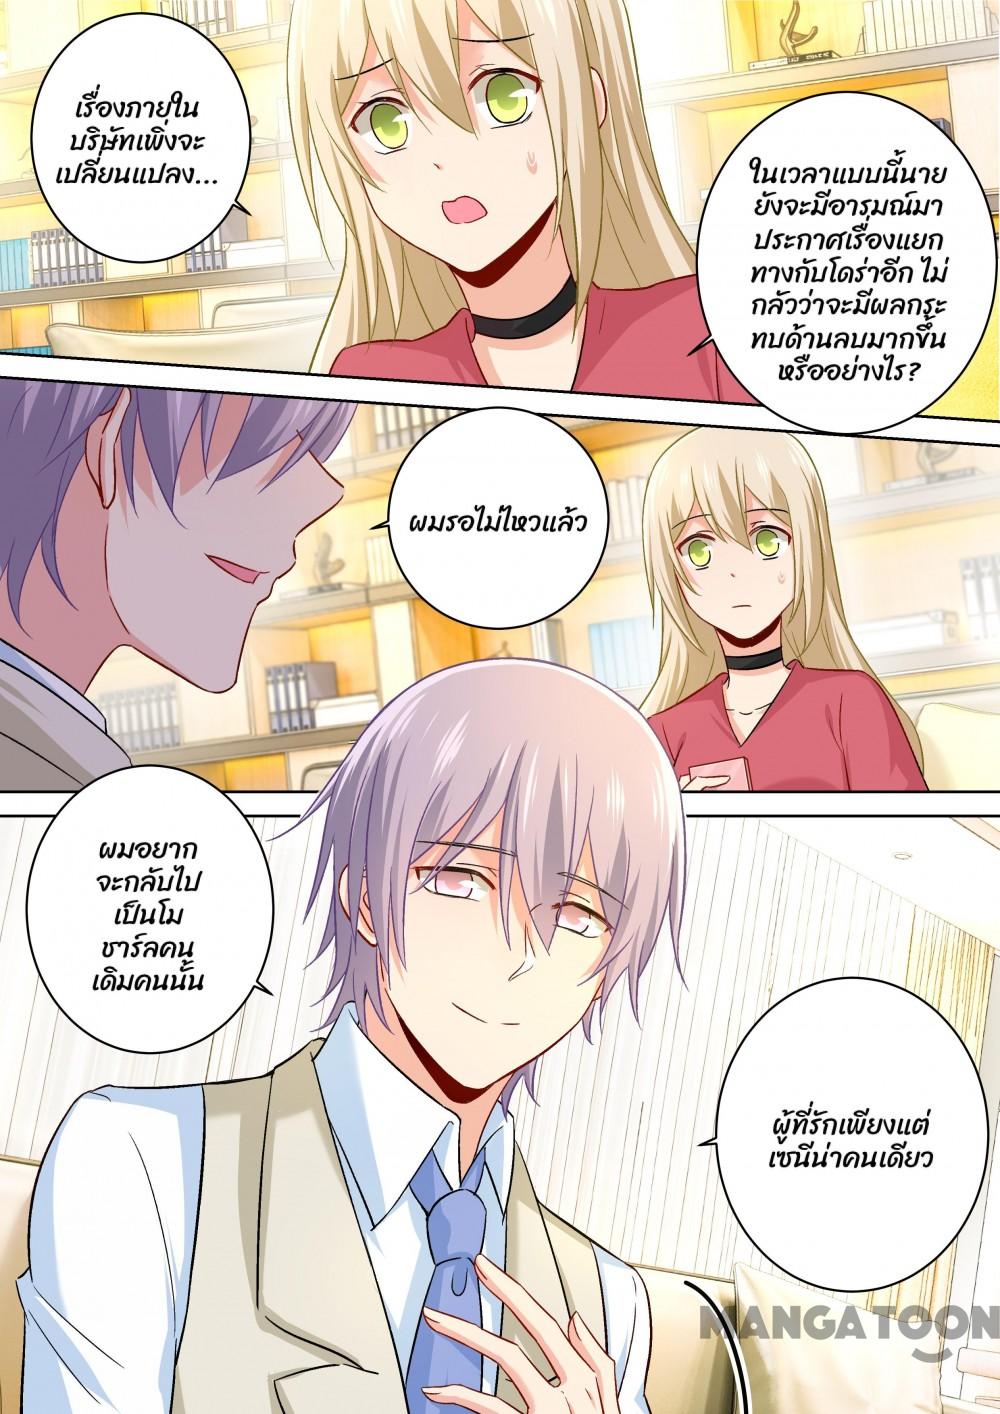 เรื่องภายใน
บริษัทเพิ่งจะ
เปลี่ยนแปลง...
ในเวลาแบบนี้นาย
ยังจะมีอารมณ์มา
ประกาศเรื่องแยก
ทางกับโดร่าอีก ไม่
กลัวว่าจะมีผลกระ
ทบด้านลบมากขึ้น
หรืออย่างไร?
ผมรอไม่ไหวแล้ว
ผมอยาก
จะกลับไป
เป็นโม
ชาร์ลคน
เดิมคนนั้น
ผู้ที่รักเพียงแต่
เซนีน่าคนเดียว
MANGATOON